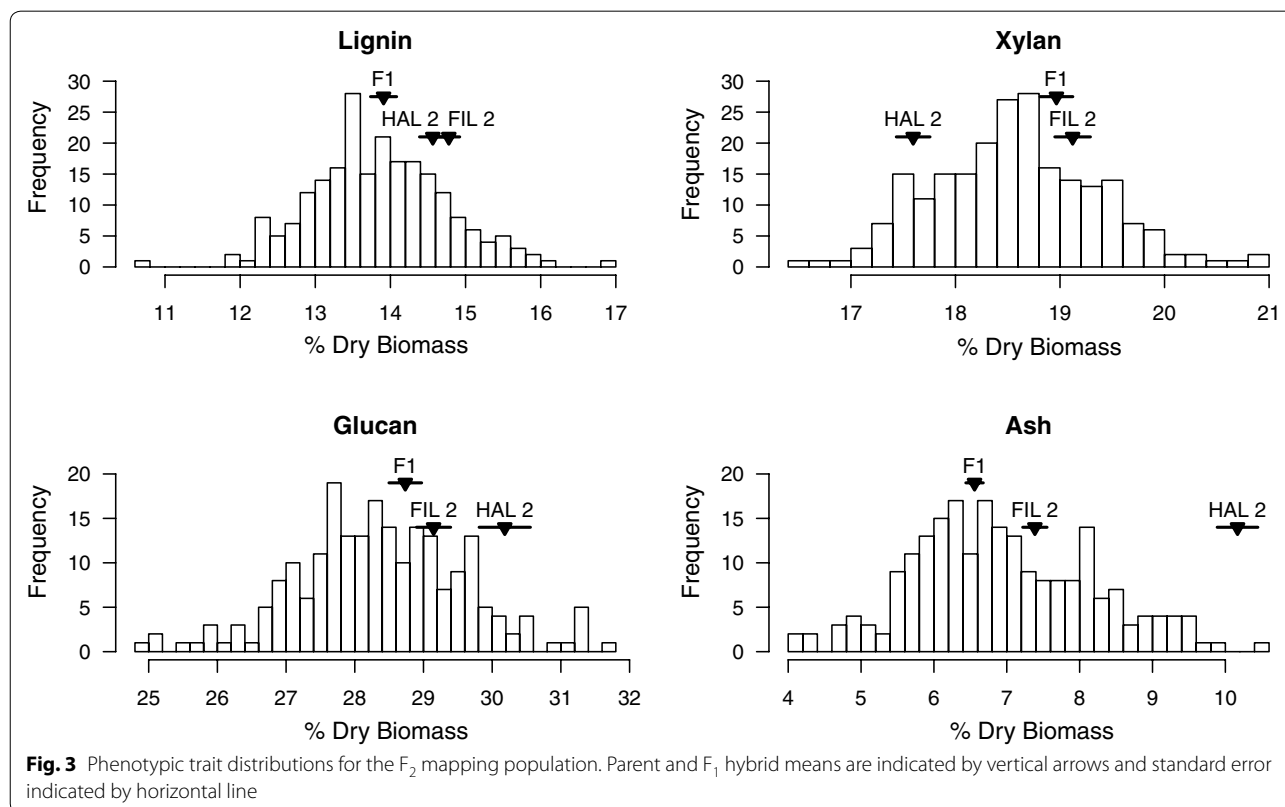 Lignin
30
25
20
15
10
5
0
Frequency
F1
HAL 2 FIL 2
11 12 13 14 15 16 17
% Dry Biomass
Xylan
30
25
20
15
10
5
0
Frequency
F1
HAL 2 FIL 2
17 18 19 20 21
% Dry Biomass
Glucan
20
15
10
5
0
Frequency
F1
FIL 2 HAL 2
25 26 27 28 29 30 31 32
% Dry Biomass
Ash
20
15
10
5
0
Frequency
F1
FIL 2 HAL 2
4 5 6 7 8 9 10
% Dry Biomass
Fig. 3 Phenotypic trait distributions for the F₂ mapping population. Parent and F₁ hybrid means are indicated by vertical arrows and standard error
indicated by horizontal line